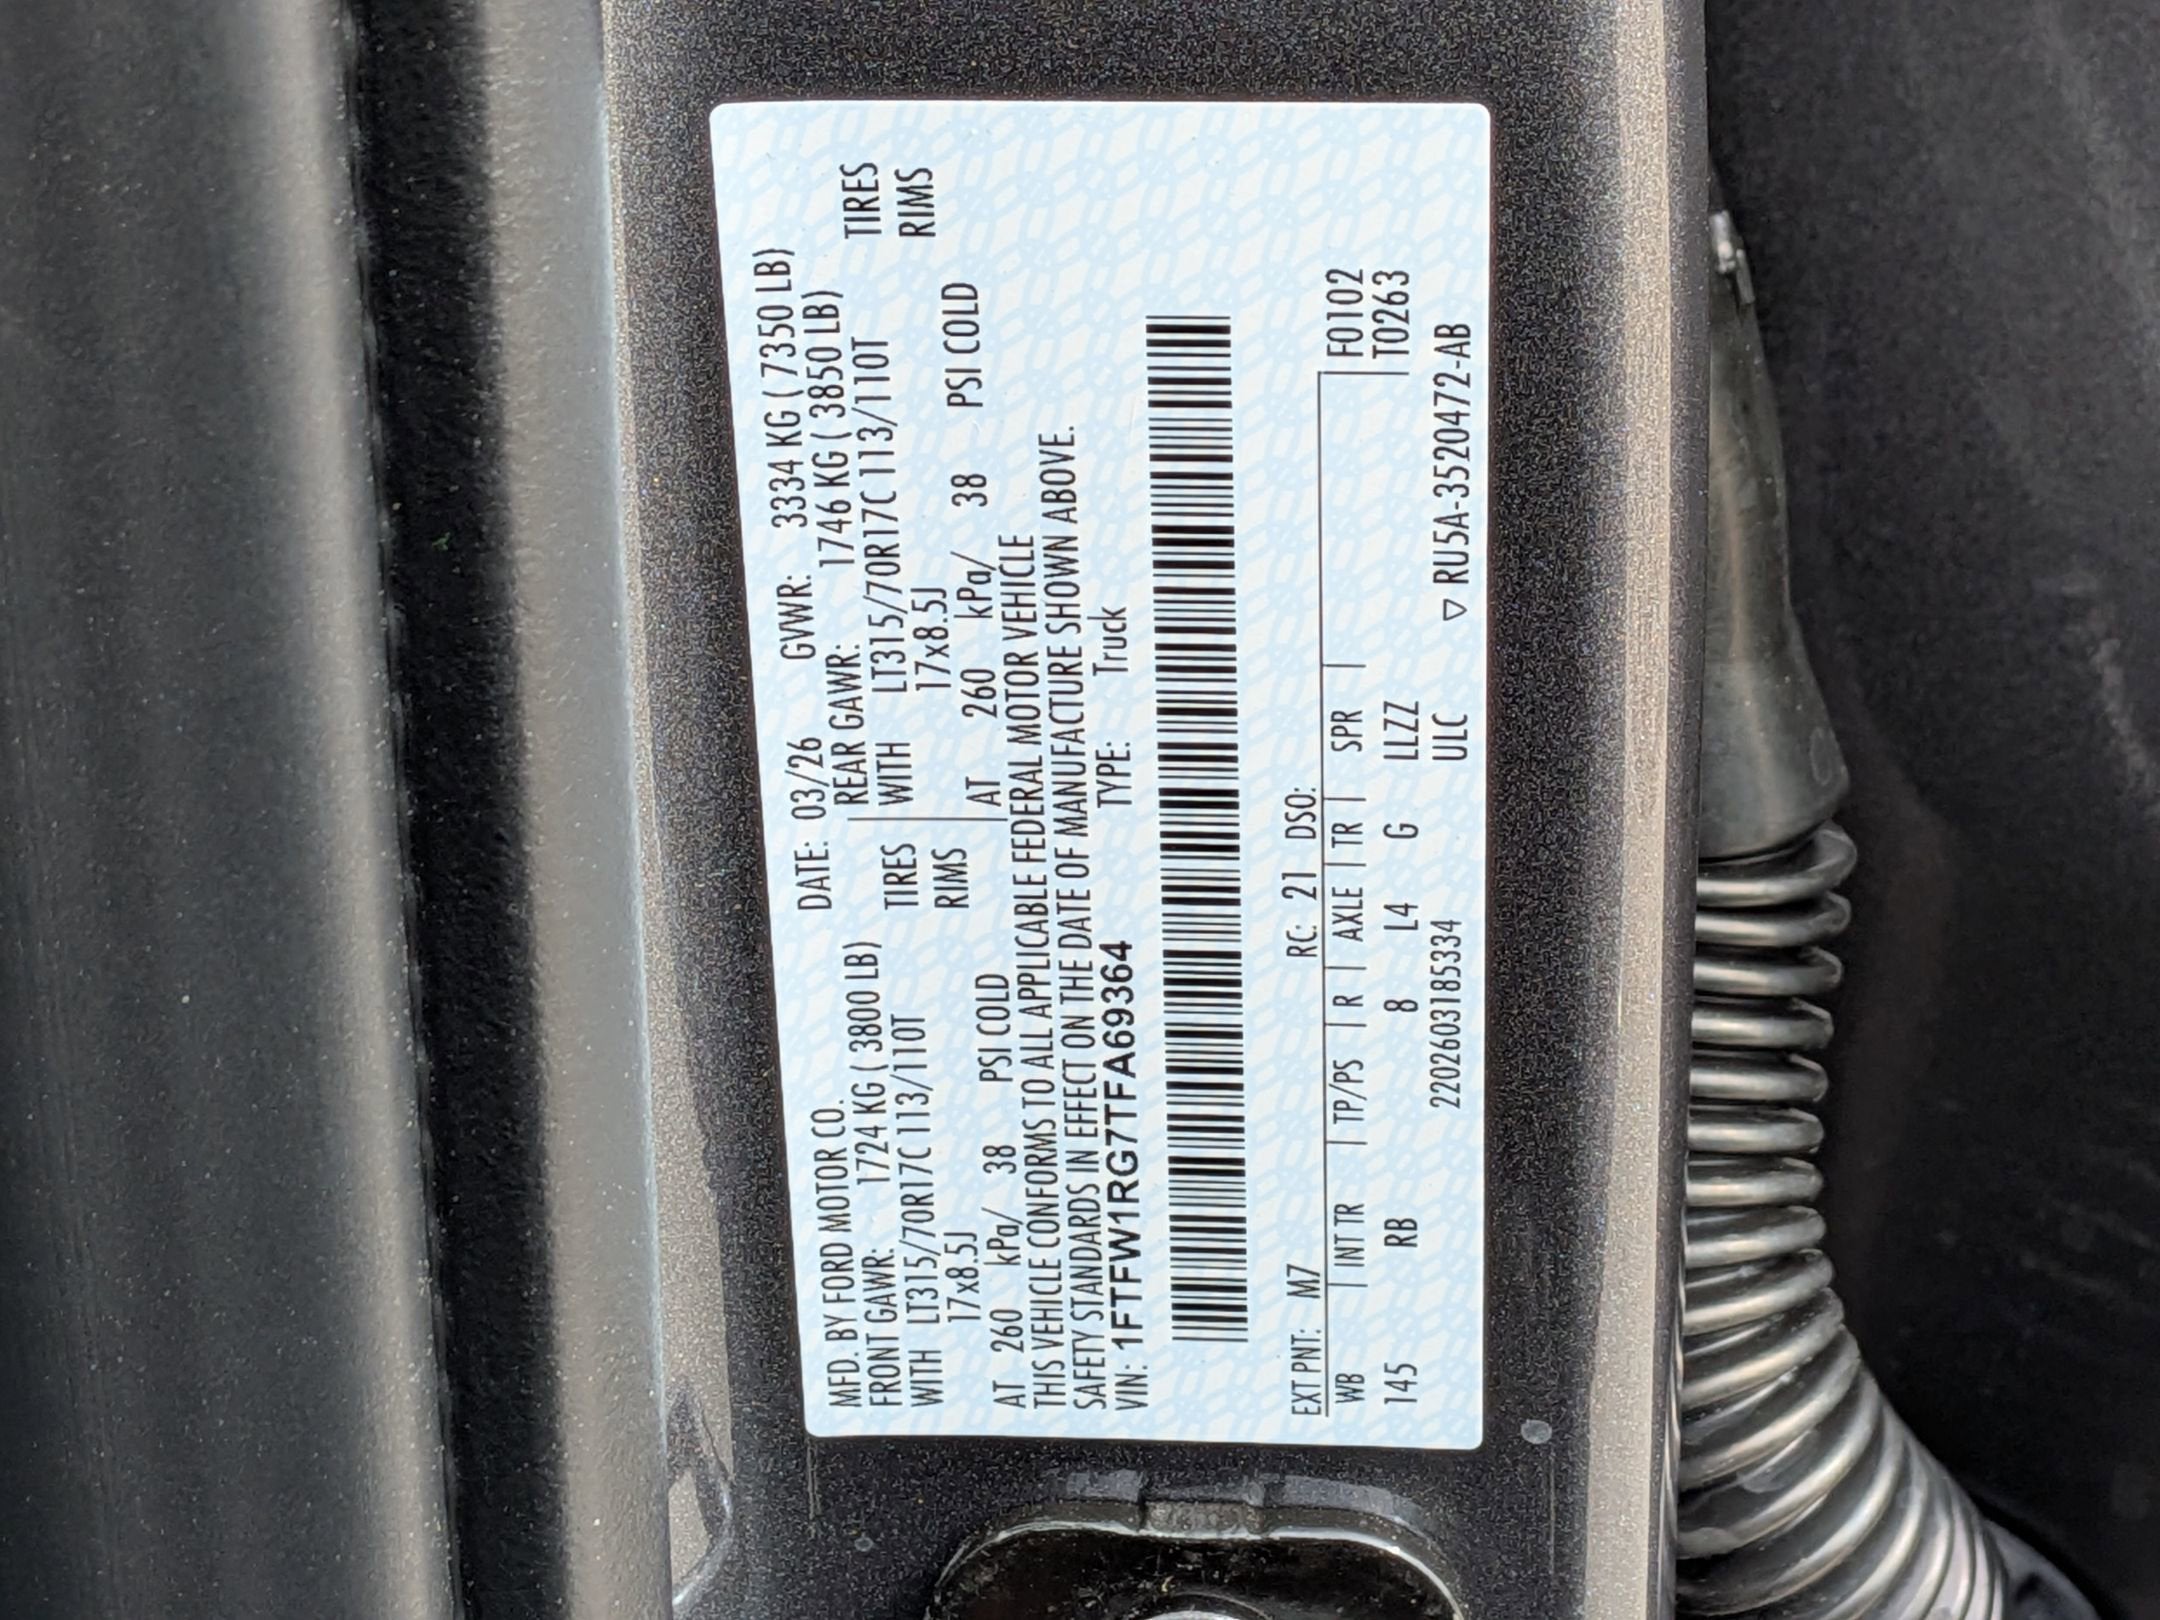 MFD. BY FORD MOTOR CO. DATE: 03/26 GVWR: 3334 KG ( 7350 LB)
FRONT GAWR: 1724 KG ( 3800 LB) REAR GAWR: 1746 KG ( 3850 LB)
WITH LT315/70R17C 113/110T TIRES WITH LT315/70R17C 113/110T TIRES
17x8.5J RIMS 17x8.5J RIMS
AT 260 kPa/ 38 PSI COLD AT 260 kPa/ 38 PSI COLD
THIS VEHICLE CONFORMS TO ALL APPLICABLE FEDERAL MOTOR VEHICLE
SAFETY STANDARDS IN EFFECT ON THE DATE OF MANUFACTURE SHOWN ABOVE.
VIN: 1FTFW1RG7TFA69364 TYPE: Truck
EXT PNT: M7 RC: 21 DSO:
WB | INT TR | TP/PS | R | AXLE | TR | SPR | F0102
145 RB 8 L4 G LLZZ T0263
2202603185334 ULC ▽ RU5A-3520472-AB